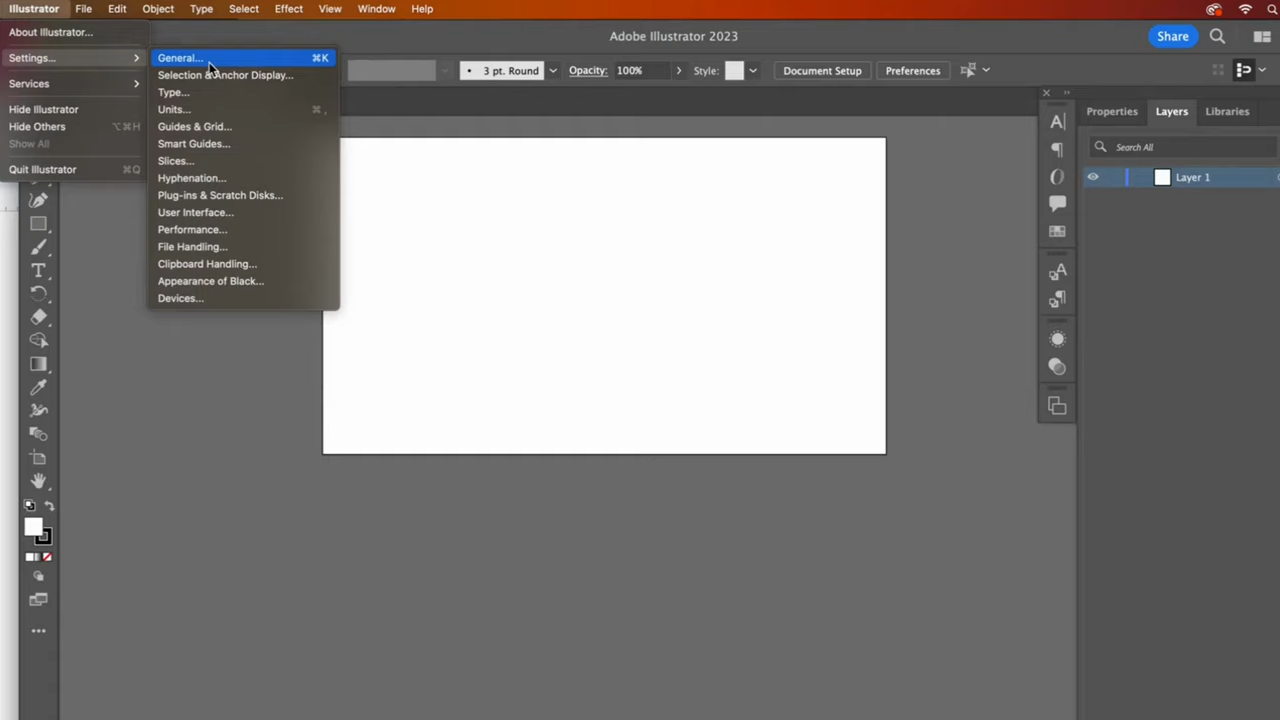 Illustrator File Edit Object Type Select Effect View Window Help
About Illustrator...
Settings...
Services
Hide Illustrator
Hide Others ⌥⌘H
Show All
Quit Illustrator ⌘Q
General... ⌘K
Selection & Anchor Display...
Type...
Units... ⌘ ,
Guides & Grid...
Smart Guides...
Slices...
Hyphenation...
Plug-ins & Scratch Disks...
User Interface...
Performance...
File Handling...
Clipboard Handling...
Appearance of Black...
Devices...
Adobe Illustrator 2023
Share
3 pt. Round Opacity: 100% Style: Document Setup Preferences
Properties Layers Libraries
Search All
Layer 1